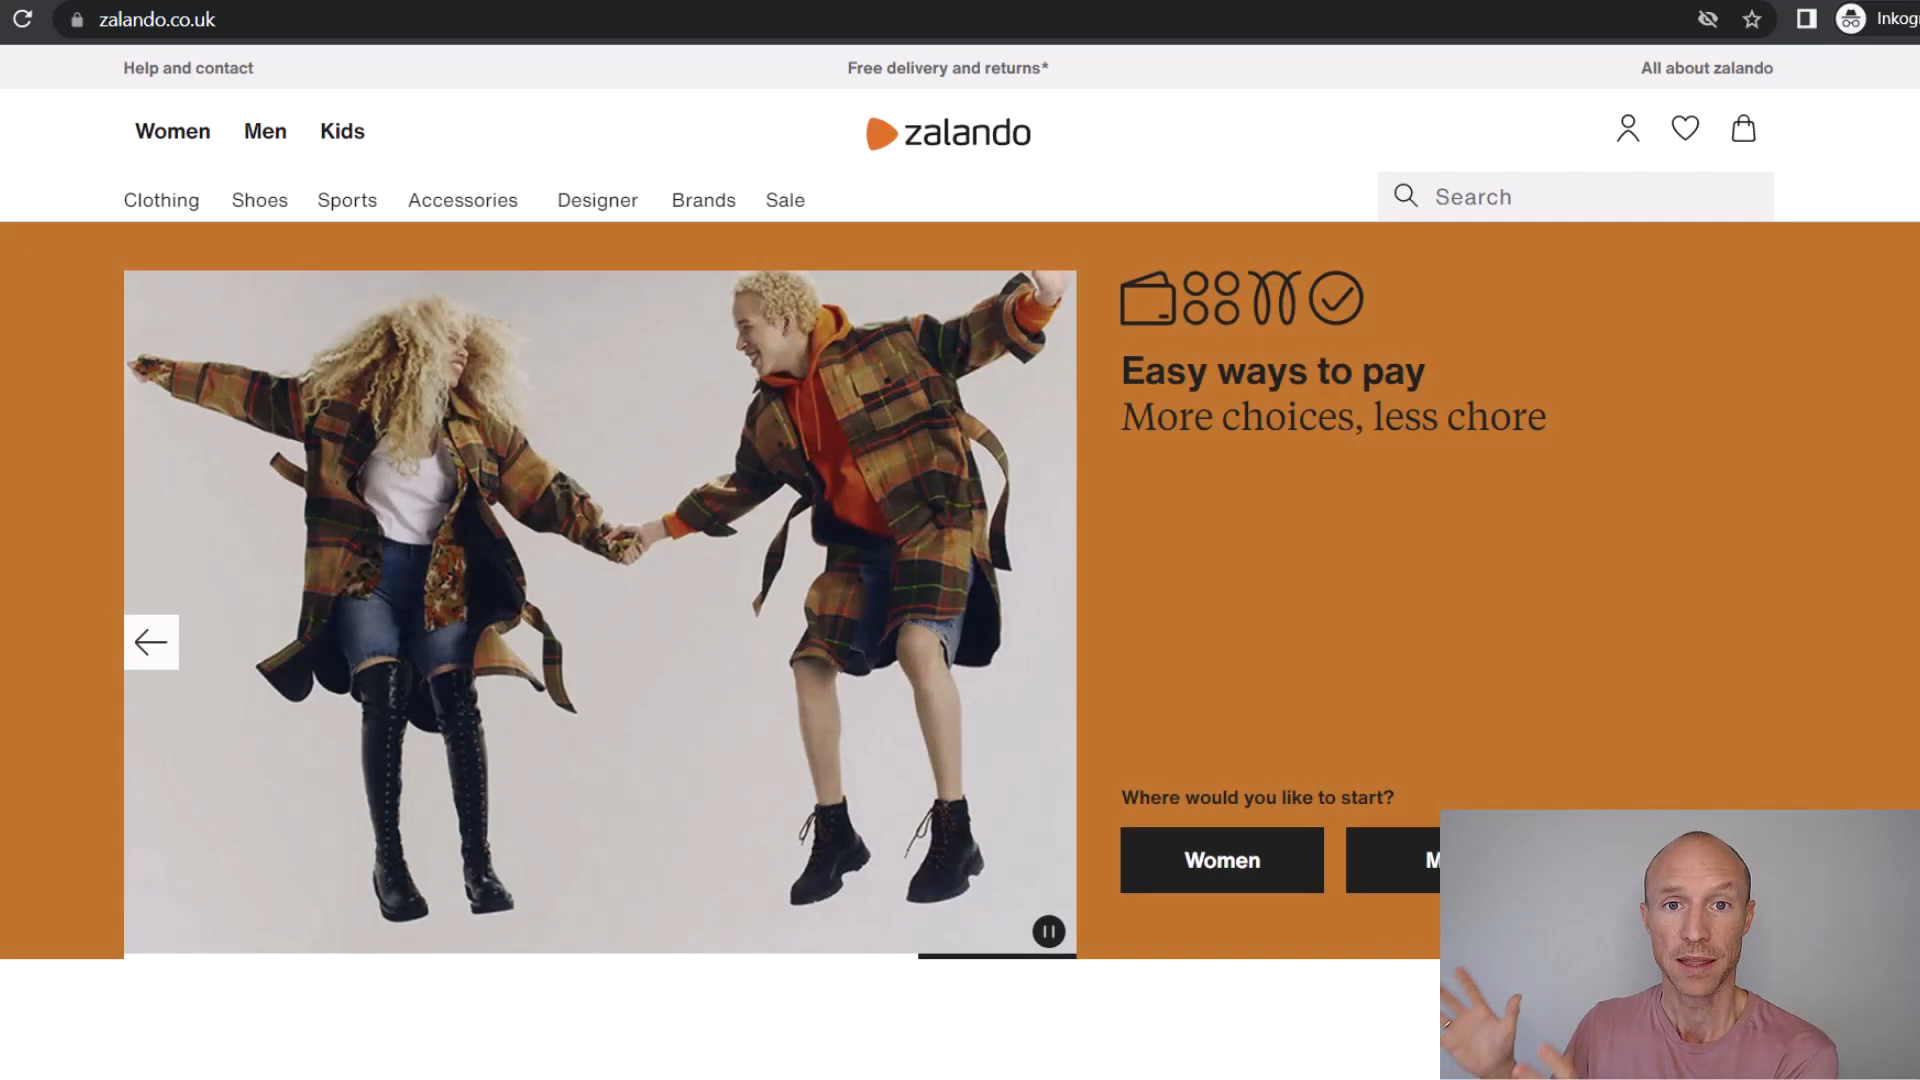 zalando.co.uk
Inkog
Help and contact
Free delivery and returns*
All about zalando
Women Men Kids
zalando
Clothing Shoes Sports Accessories Designer Brands Sale
Search
Easy ways to pay
More choices, less chore
Where would you like to start?
Women
M